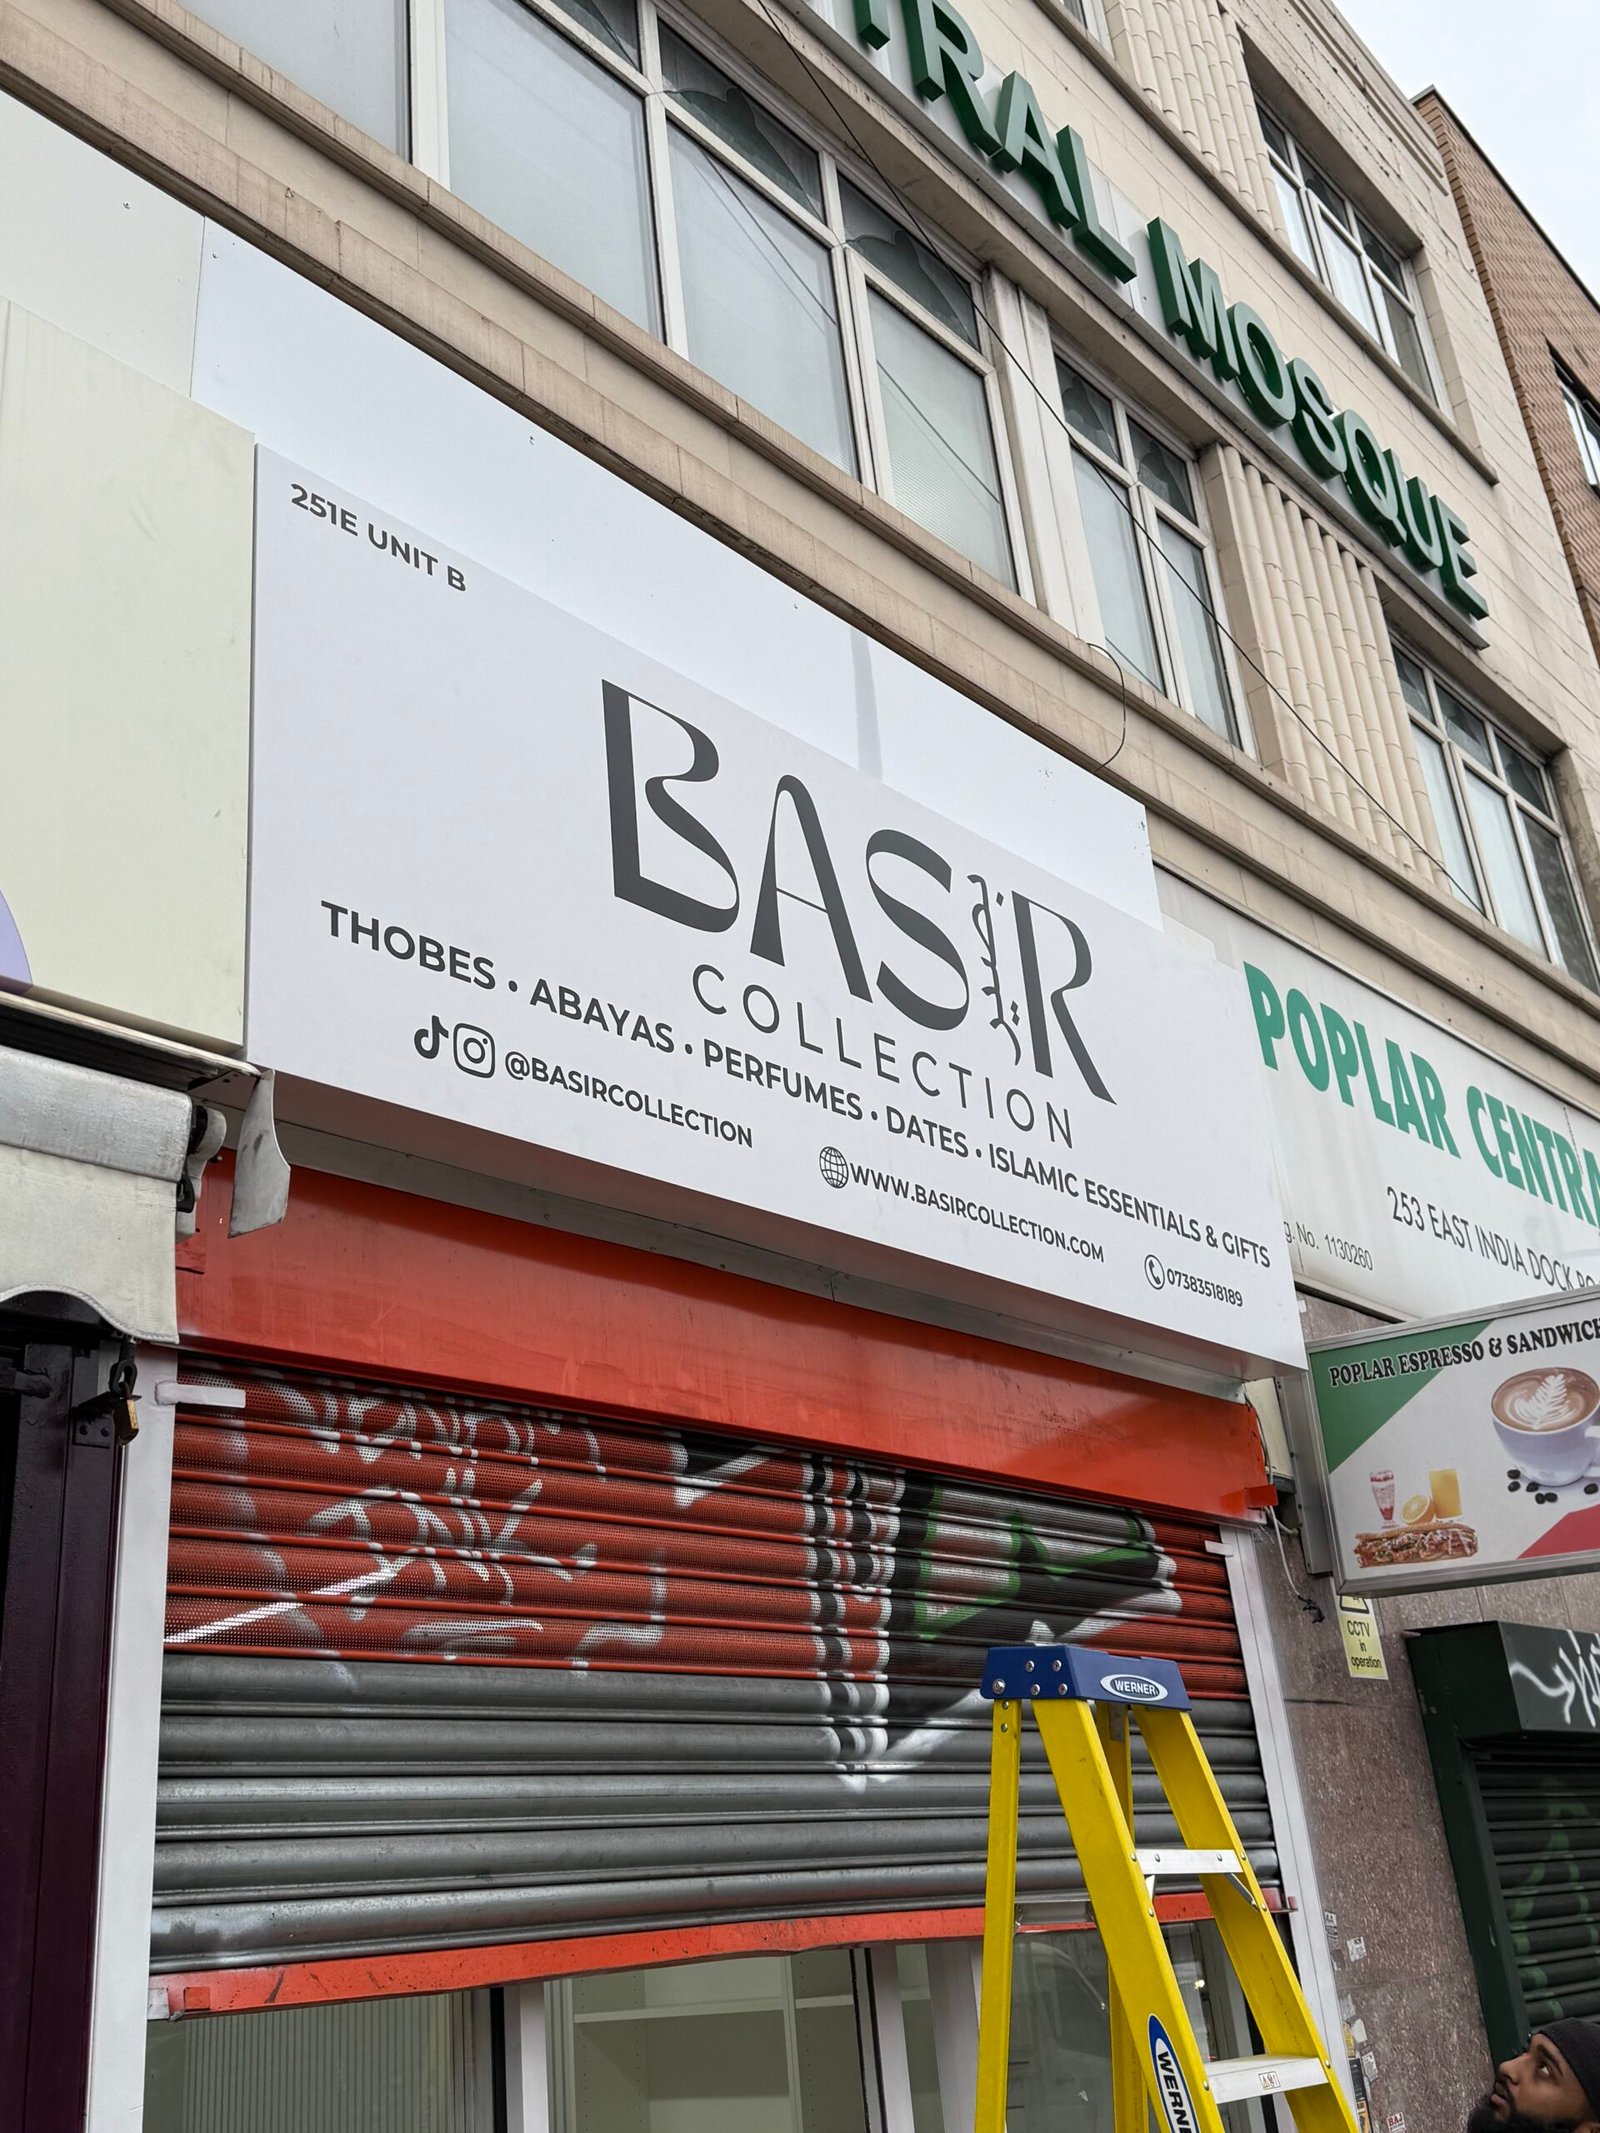 TRAL MOSQUE
251E UNIT B
BASIR
COLLECTION
THOBES • ABAYAS • PERFUMES • DATES • ISLAMIC ESSENTIALS & GIFTS
@BASIRCOLLECTION
WWW.BASIRCOLLECTION.COM
07383518189
POPLAR CENTRA
g. No. 1130260
253 EAST INDIA DOCK RO
POPLAR ESPRESSO & SANDWICH
CCTV
in
operation
WERNER
WERN